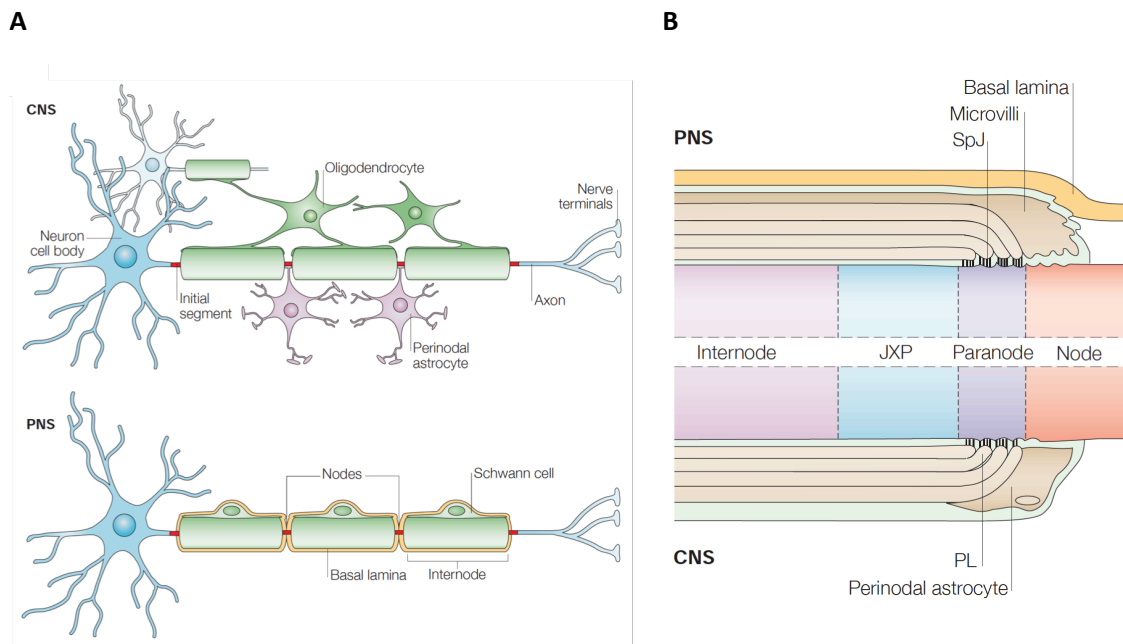 A
CNS
Oligodendrocyte
Nerve
terminals
Neuron
cell body
Initial
segment
Axon
Perinodal
astrocyte
PNS
Nodes
Schwann cell
Basal lamina
Internode
B
Basal lamina
Microvilli
SpJ
PNS
Internode JXP Paranode Node
CNS
PL
Perinodal astrocyte